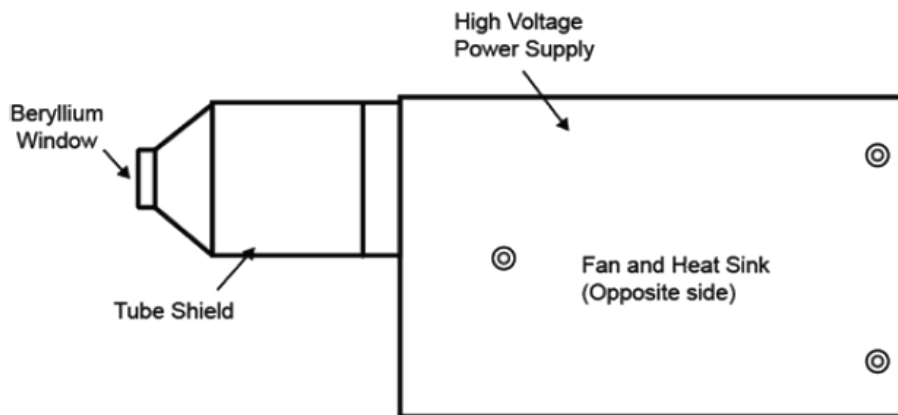 High Voltage
Power Supply
Beryllium
Window
Fan and Heat Sink
(Opposite side)
Tube Shield